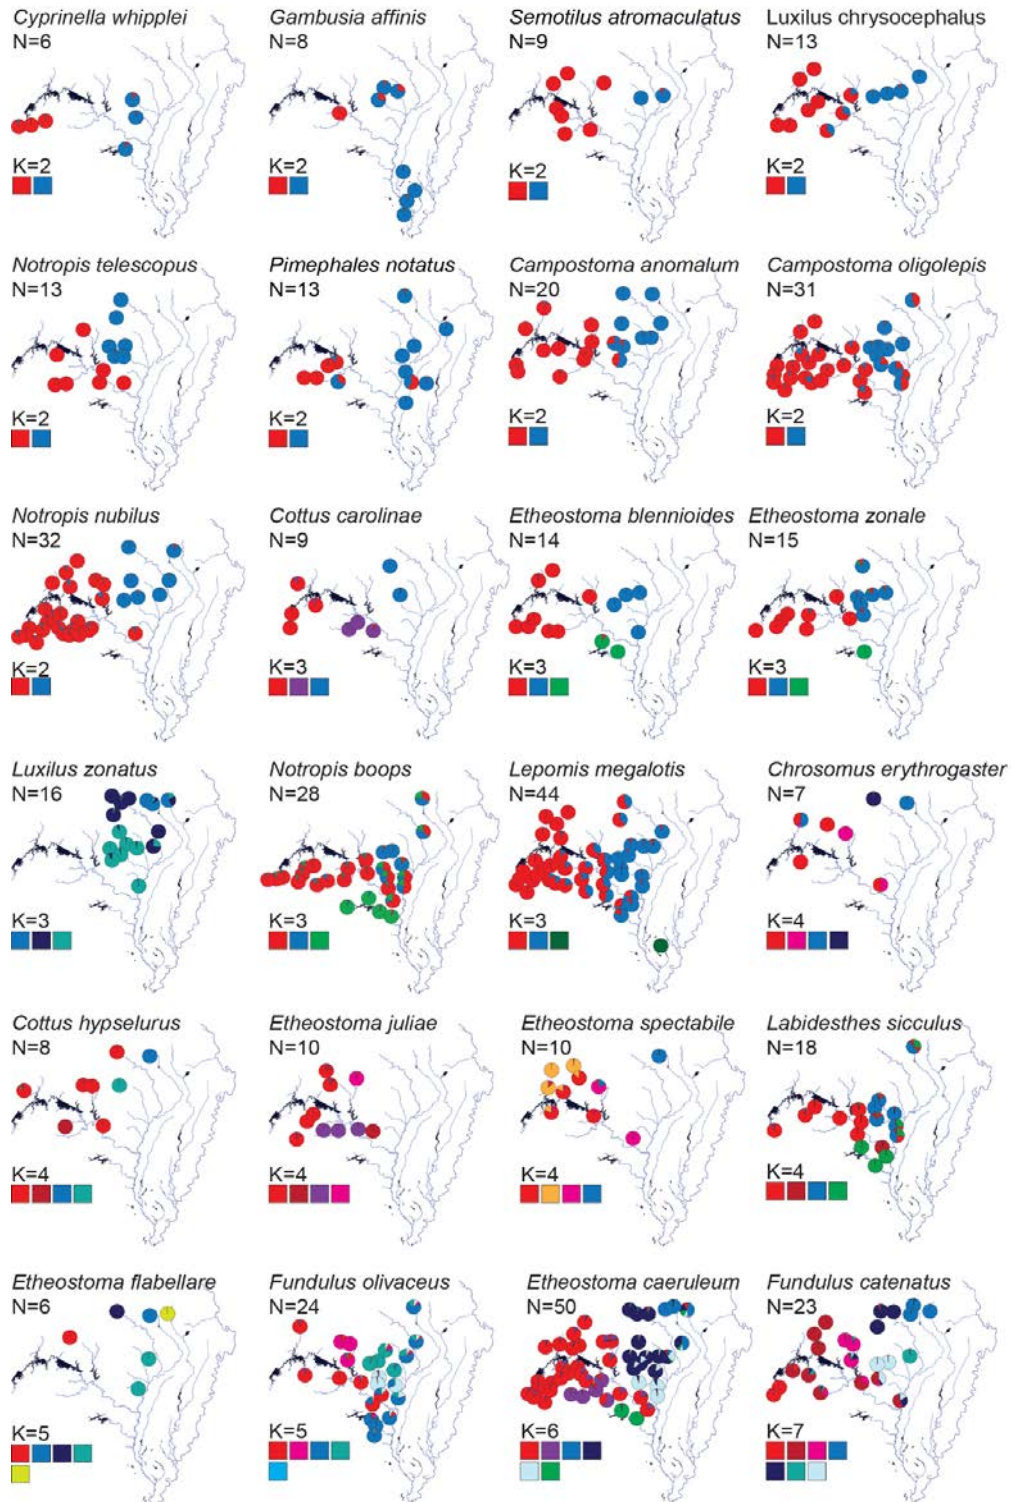 Cyprinella whipplei
N=6
K=2
Gambusia affinis
N=8
K=2
Semotilus atromaculatus
N=9
K=2
Luxilus chrysocephalus
N=13
K=2
Notropis telescopus
N=13
K=2
Pimephales notatus
N=13
K=2
Campostoma anomalum
N=20
K=2
Campostoma oligolepis
N=31
K=2
Notropis nubilus
N=32
K=2
Cottus carolinae
N=9
K=3
Etheostoma blennioides
N=14
K=3
Etheostoma zonale
N=15
K=3
Luxilus zonatus
N=16
K=3
Notropis boops
N=28
K=3
Lepomis megalotis
N=44
K=3
Chrosomus erythrogaster
N=7
K=4
Cottus hypselurus
N=8
K=4
Etheostoma juliae
N=10
K=4
Etheostoma spectabile
N=10
K=4
Labidesthes sicculus
N=18
K=4
Etheostoma flabellare
N=6
K=5
Fundulus olivaceus
N=24
K=5
Etheostoma caeruleum
N=50
K=6
Fundulus catenatus
N=23
K=7